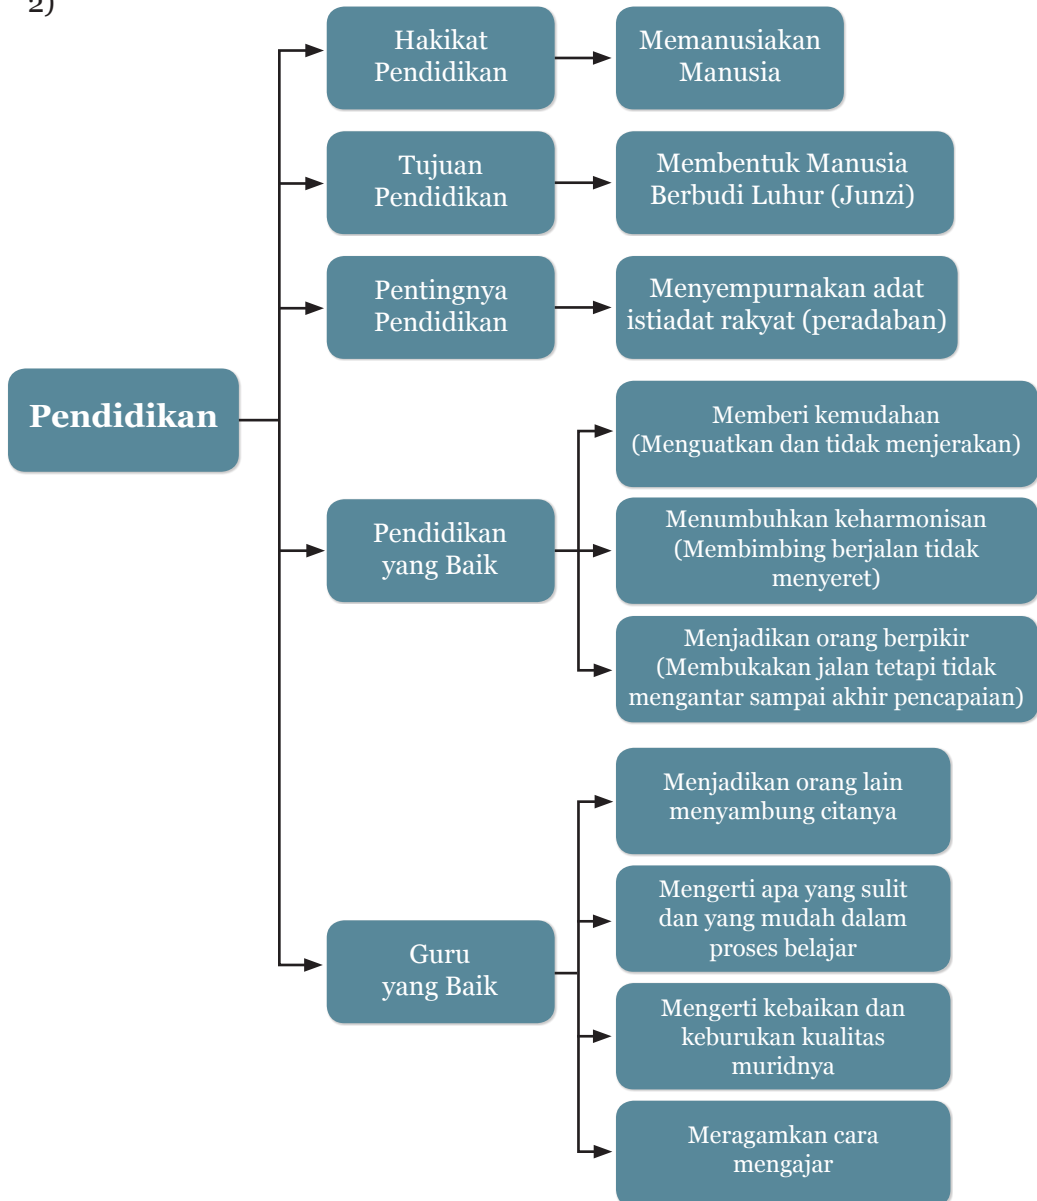 2)
Hakikat
Pendidikan
Memanusiakan
Manusia
Tujuan
Pendidikan
Membentuk Manusia
Berbudi Luhur (Junzi)
Pentingnya
Pendidikan
Menyempurnakan adat
istiadat rakyat (peradaban)
Pendidikan
Pendidikan
yang Baik
Memberi kemudahan
(Menguatkan dan tidak menjerakan)
Menumbuhkan keharmonisan
(Membimbing berjalan tidak
menyeret)
Menjadikan orang berpikir
(Membukakan jalan tetapi tidak
mengantar sampai akhir pencapaian)
Guru
yang Baik
Menjadikan orang lain
menyambung citanya
Mengerti apa yang sulit
dan yang mudah dalam
proses belajar
Mengerti kebaikan dan
keburukan kualitas
muridnya
Meragamkan cara
mengajar